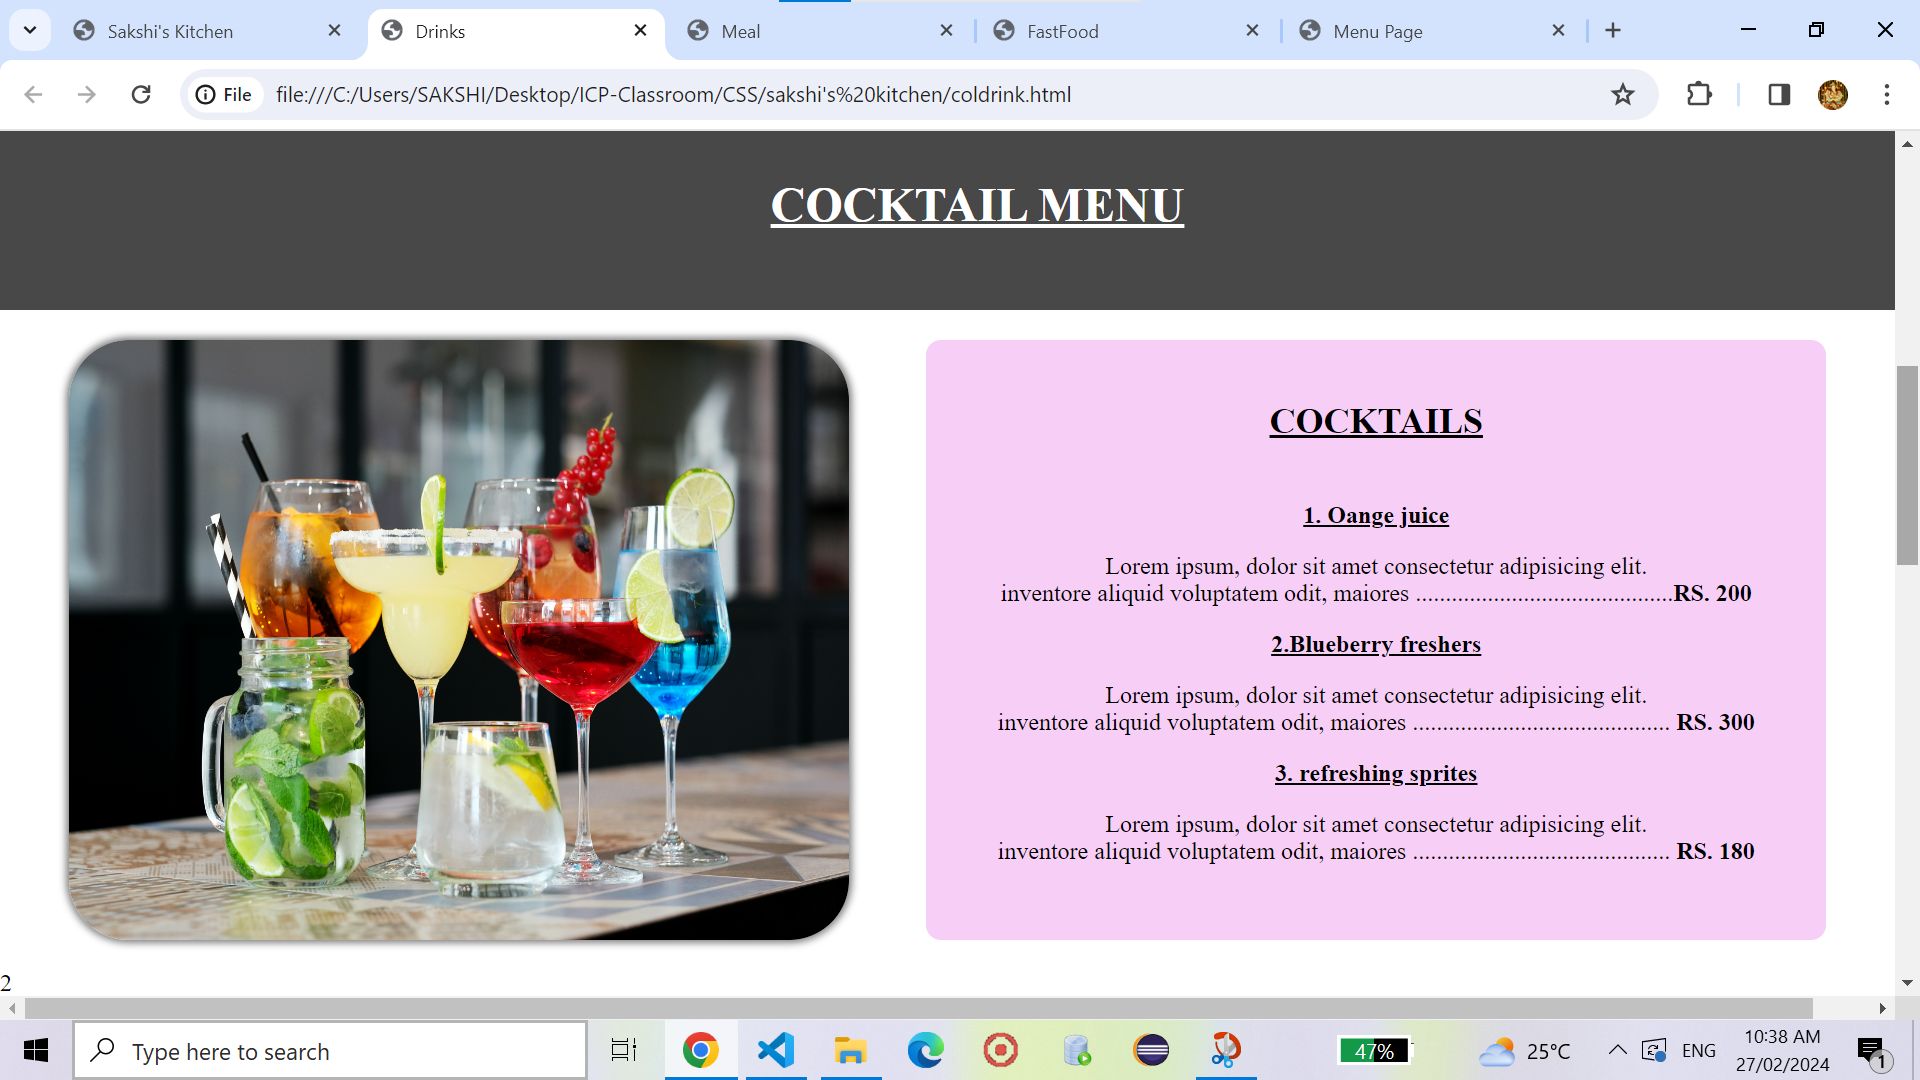 Sakshi's Kitchen
Drinks
Meal
FastFood
Menu Page
File
file:///C:/Users/SAKSHI/Desktop/ICP-Classroom/CSS/sakshi's%20kitchen/coldrink.html
COCKTAIL MENU
COCKTAILS
1. Oange juice
Lorem ipsum, dolor sit amet consectetur adipisicing elit.
inventore aliquid voluptatem odit, maiores ...........................................RS. 200
2.Blueberry freshers
Lorem ipsum, dolor sit amet consectetur adipisicing elit.
inventore aliquid voluptatem odit, maiores ........................................... RS. 300
3. refreshing sprites
Lorem ipsum, dolor sit amet consectetur adipisicing elit.
inventore aliquid voluptatem odit, maiores ........................................... RS. 180
2
Type here to search
47%
25°C
ENG
10:38 AM
27/02/2024
1